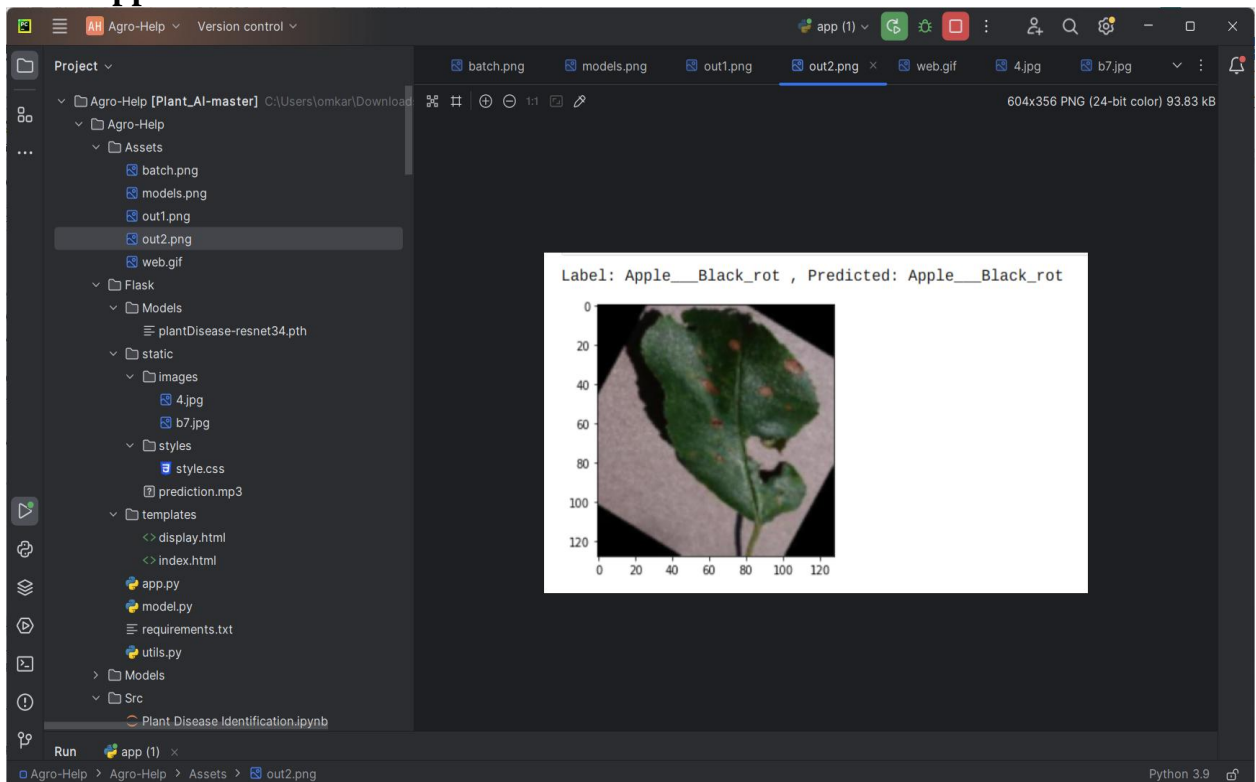 PC
AH Agro-Help Version control
app (1)
Project
batch.png models.png out1.png out2.png web.gif 4.jpg b7.jpg
Agro-Help [Plant_AI-master] C:\Users\omkar\Download
1:1
604x356 PNG (24-bit color) 93.83 kB
Agro-Help
Assets
batch.png
models.png
out1.png
out2.png
web.gif
Flask
Models
plantDisease-resnet34.pth
static
images
4.jpg
b7.jpg
styles
style.css
prediction.mp3
templates
display.html
index.html
app.py
model.py
requirements.txt
utils.py
Models
Src
Plant Disease Identification.ipynb
Label: Apple___Black_rot , Predicted: Apple___Black_rot
0
20
40
60
80
100
120
0 20 40 60 80 100 120
Run app (1)
Agro-Help > Agro-Help > Assets > out2.png
Python 3.9